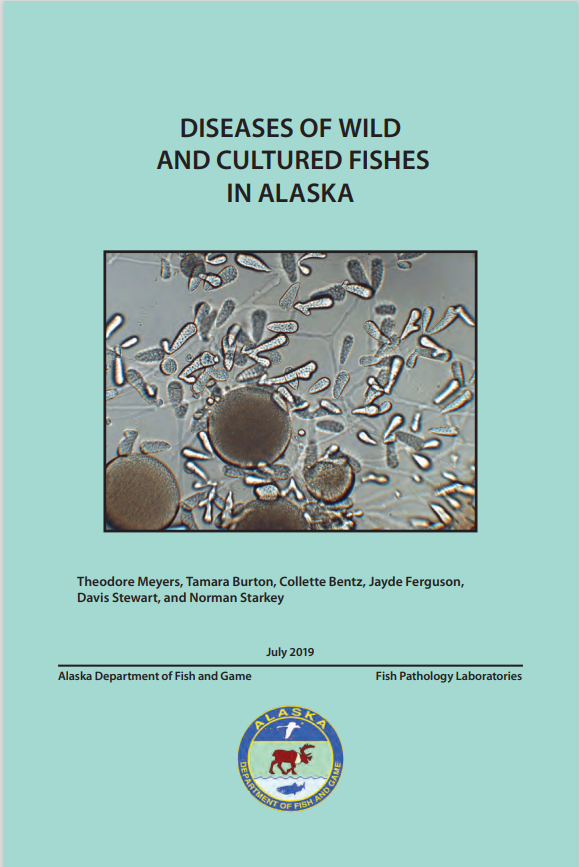 DISEASES OF WILD
AND CULTURED FISHES
IN ALASKA
Theodore Meyers, Tamara Burton, Collette Bentz, Jayde Ferguson,
Davis Stewart, and Norman Starkey
July 2019
Alaska Department of Fish and Game
Fish Pathology Laboratories
ALASKA
DEPARTMENT OF FISH AND GAME